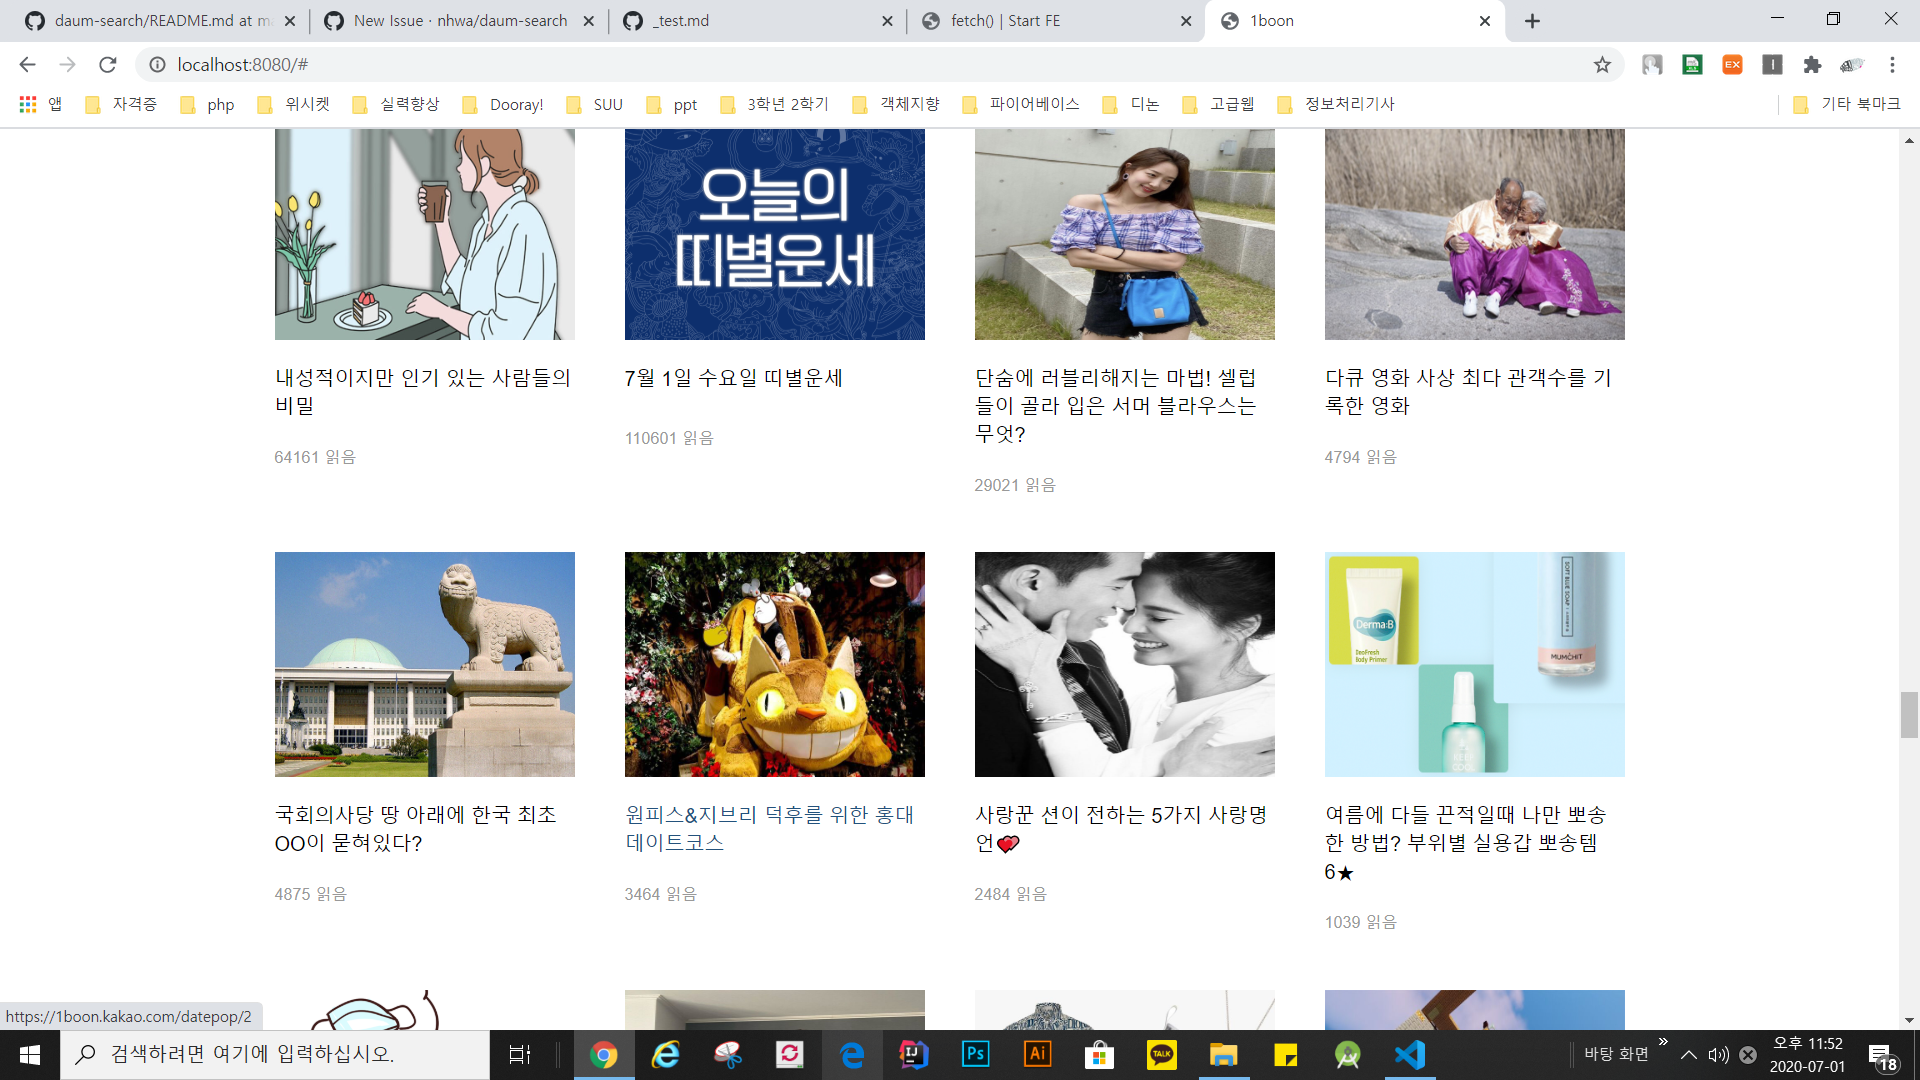 daum-search/README.md at ma
New Issue · nhwa/daum-search
_test.md
fetch() | Start FE
1boon
localhost:8080/#
앱
자격증
php
위시켓
실력향상
Dooray!
SUU
ppt
3학년 2학기
객체지향
파이어베이스
디논
고급웹
정보처리기사
기타 북마크
오늘의
띠별운세
내성적이지만 인기 있는 사람들의
비밀
64161 읽음
7월 1일 수요일 띠별운세
110601 읽음
단숨에 러블리해지는 마법! 셀럽
들이 골라 입은 서머 블라우스는
무엇?
29021 읽음
다큐 영화 사상 최다 관객수를 기
록한 영화
4794 읽음
Derma:B
DeoFresh
Body Primer
SOFT BLUE SOAP
MUMCHIT
국회의사당 땅 아래에 한국 최초
OO이 묻혀있다?
4875 읽음
원피스&지브리 덕후를 위한 홍대
데이트코스
3464 읽음
사랑꾼 션이 전하는 5가지 사랑명
언💕
2484 읽음
여름에 다들 끈적일때 나만 뽀송
한 방법? 부위별 실용갑 뽀송템
6★
1039 읽음
https://1boon.kakao.com/datepop/2
검색하려면 여기에 입력하십시오.
바탕 화면
오후 11:52
2020-07-01
18
EX
IJ
Ps
Ai
TALK